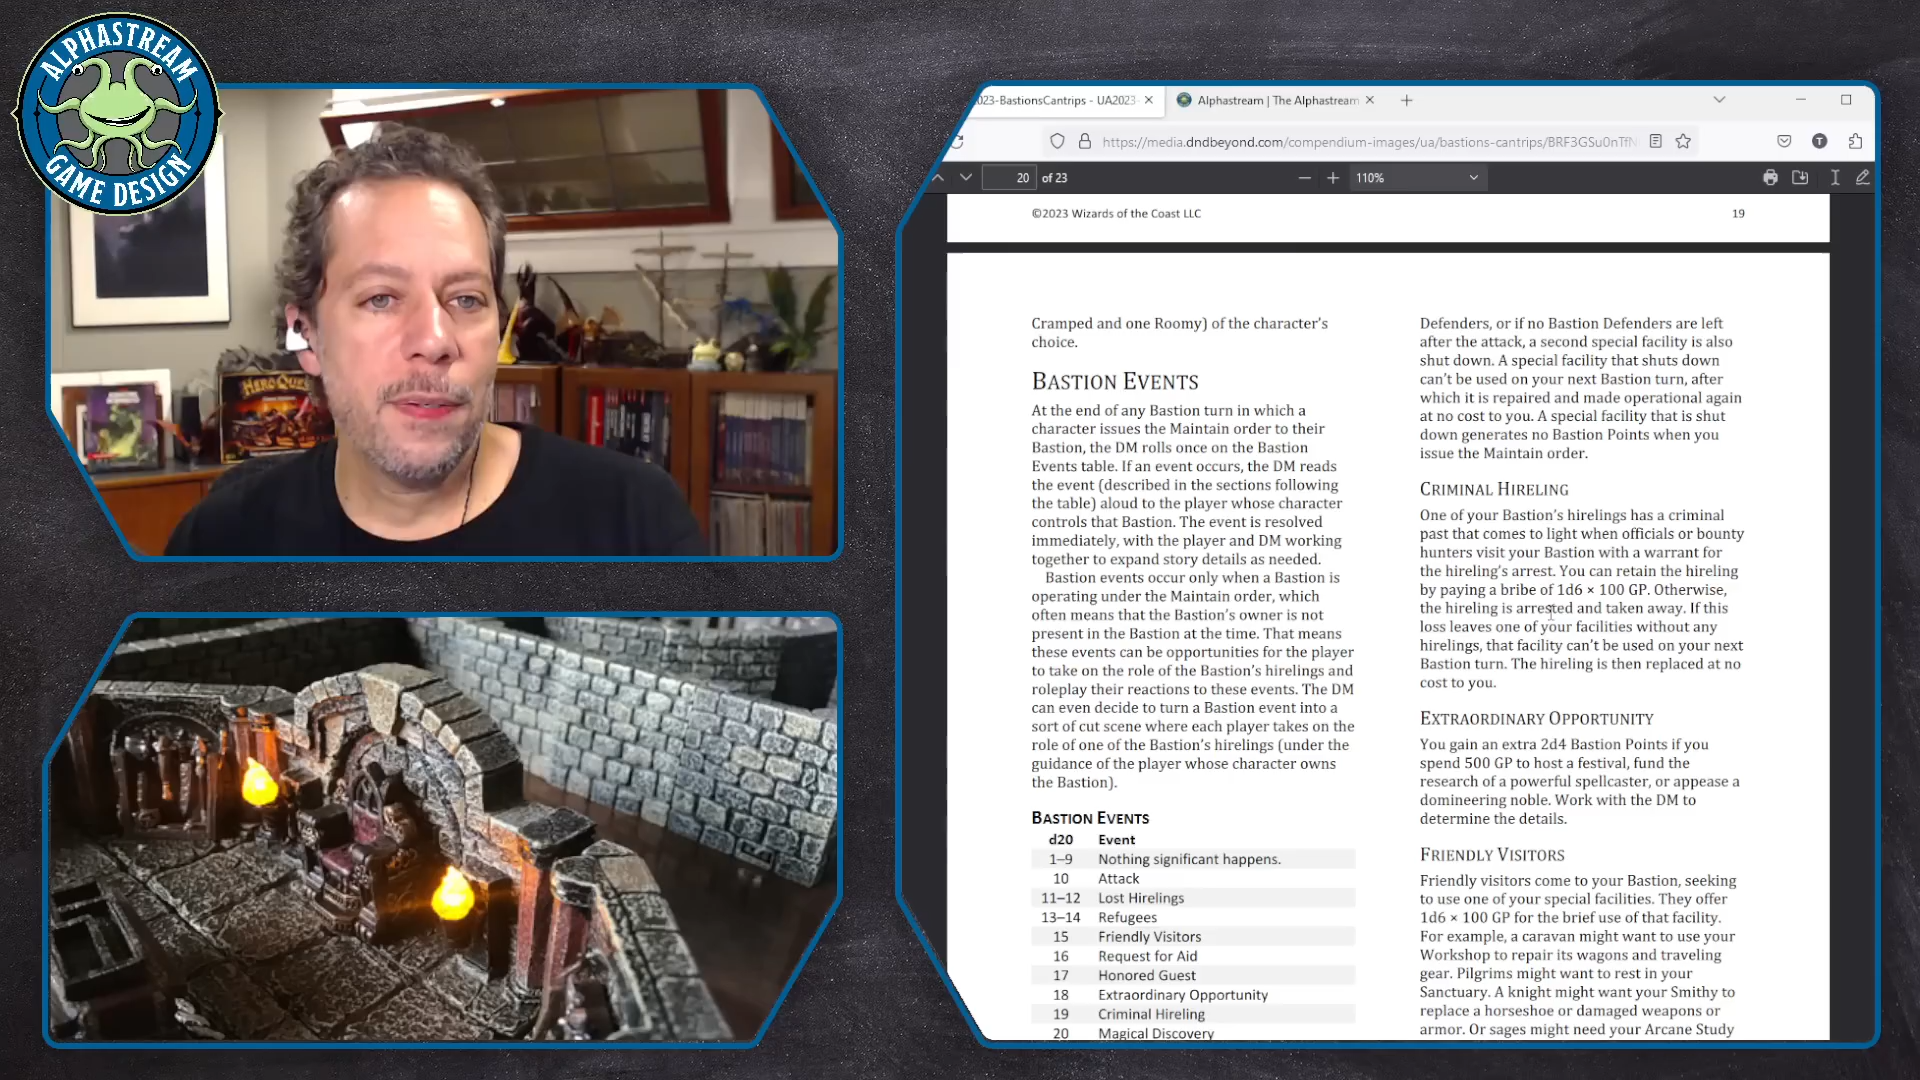 ALPHASTREAM
GAME DESIGN
HEROQUEST
023-BastionsCantrips - UA2023-
Alphastream | The Alphastream
https://media.dndbeyond.com/compendium-images/ua/bastions-cantrips/BRF3GSu0nTfN
T
20 of 23
110%
©2023 Wizards of the Coast LLC
19
Cramped and one Roomy) of the character’s
choice.
BASTION EVENTS
At the end of any Bastion turn in which a
character issues the Maintain order to their
Bastion, the DM rolls once on the Bastion
Events table. If an event occurs, the DM reads
the event (described in the sections following
the table) aloud to the player whose character
controls that Bastion. The event is resolved
immediately, with the player and DM working
together to expand story details as needed.
Bastion events occur only when a Bastion is
operating under the Maintain order, which
often means that the Bastion’s owner is not
present in the Bastion at the time. That means
these events can be opportunities for the player
to take on the role of the Bastion’s hirelings and
roleplay their reactions to these events. The DM
can even decide to turn a Bastion event into a
sort of cut scene where each player takes on the
role of one of the Bastion’s hirelings (under the
guidance of the player whose character owns
the Bastion).
BASTION EVENTS
d20 Event
1–9 Nothing significant happens.
10 Attack
11–12 Lost Hirelings
13–14 Refugees
15 Friendly Visitors
16 Request for Aid
17 Honored Guest
18 Extraordinary Opportunity
19 Criminal Hireling
20 Magical Discovery
Defenders, or if no Bastion Defenders are left
after the attack, a second special facility is also
shut down. A special facility that shuts down
can’t be used on your next Bastion turn, after
which it is repaired and made operational again
at no cost to you. A special facility that is shut
down generates no Bastion Points when you
issue the Maintain order.
CRIMINAL HIRELING
One of your Bastion’s hirelings has a criminal
past that comes to light when officials or bounty
hunters visit your Bastion with a warrant for
the hireling’s arrest. You can retain the hireling
by paying a bribe of 1d6 × 100 GP. Otherwise,
the hireling is arrested and taken away. If this
loss leaves one of your facilities without any
hirelings, that facility can’t be used on your next
Bastion turn. The hireling is then replaced at no
cost to you.
EXTRAORDINARY OPPORTUNITY
You gain an extra 2d4 Bastion Points if you
spend 500 GP to host a festival, fund the
research of a powerful spellcaster, or appease a
domineering noble. Work with the DM to
determine the details.
FRIENDLY VISITORS
Friendly visitors come to your Bastion, seeking
to use one of your special facilities. They offer
1d6 × 100 GP for the brief use of that facility.
For example, a caravan might want to use your
Workshop to repair its wagons and traveling
gear. Pilgrims might want to rest in your
Sanctuary. A knight might want your Smithy to
replace a horseshoe or damaged weapons or
armor. Or sages might need your Arcane Study